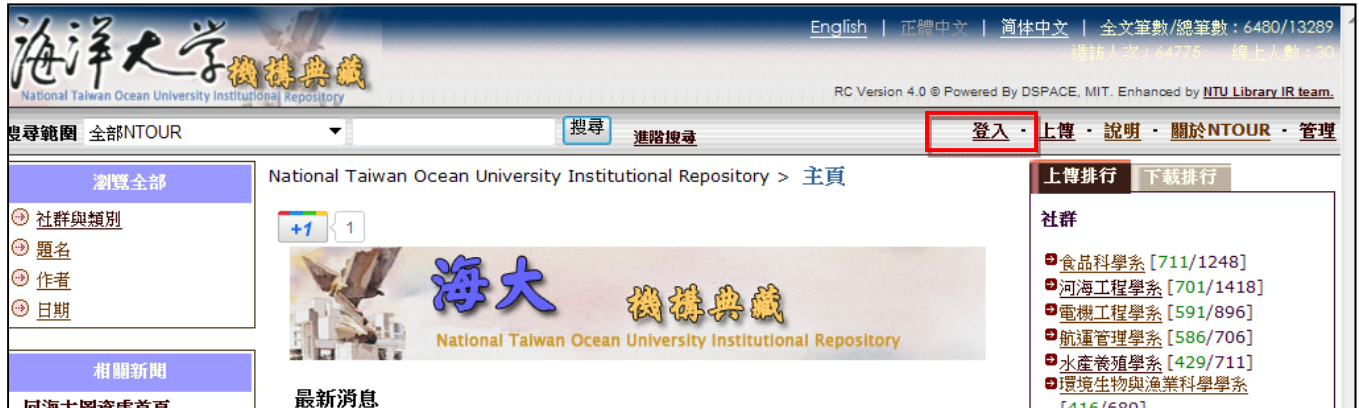 海洋大学機構典藏
National Taiwan Ocean University Institutional Repository
English | 正體中文 | 简体中文 | 全文筆數/總筆數 : 6480/13289
造訪人次 : 64775 線上人數 : 30
RC Version 4.0 © Powered By DSPACE, MIT. Enhanced by NTU Library IR team.
搜尋範圍 全部NTOUR 搜尋 進階搜尋 登入 · 上傳 · 說明 · 關於NTOUR · 管理
瀏覽全部
社群與類別
題名
作者
日期
相關新聞
回海大圖資處首頁
National Taiwan Ocean University Institutional Repository > 主頁
+1 1
海大 機構典藏
National Taiwan Ocean University Institutional Repository
最新消息
上傳排行 下載排行
社群
食品科學系 [711/1248]
河海工程學系 [701/1418]
電機工程學系 [591/896]
航運管理學系 [586/706]
水產養殖學系 [429/711]
環境生物與漁業科學學系
[416/689]